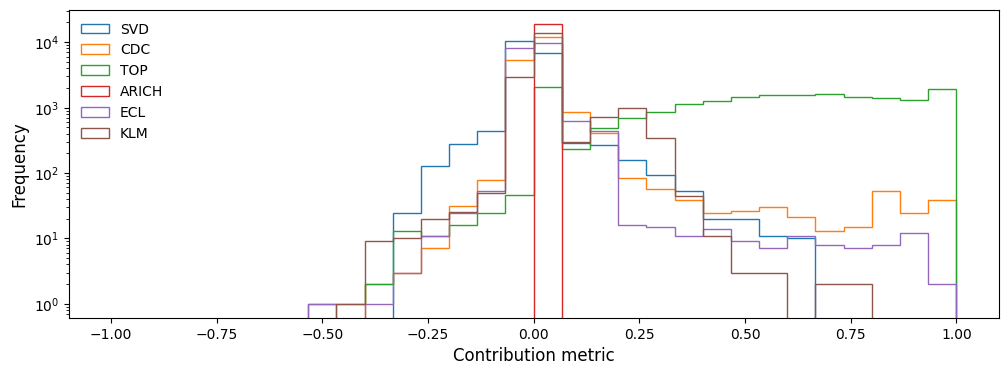 SVD
CDC
TOP
ARICH
ECL
KLM
Frequency
10⁴
10³
10²
10¹
10⁰
−1.00 −0.75 −0.50 −0.25 0.00 0.25 0.50 0.75 1.00
Contribution metric